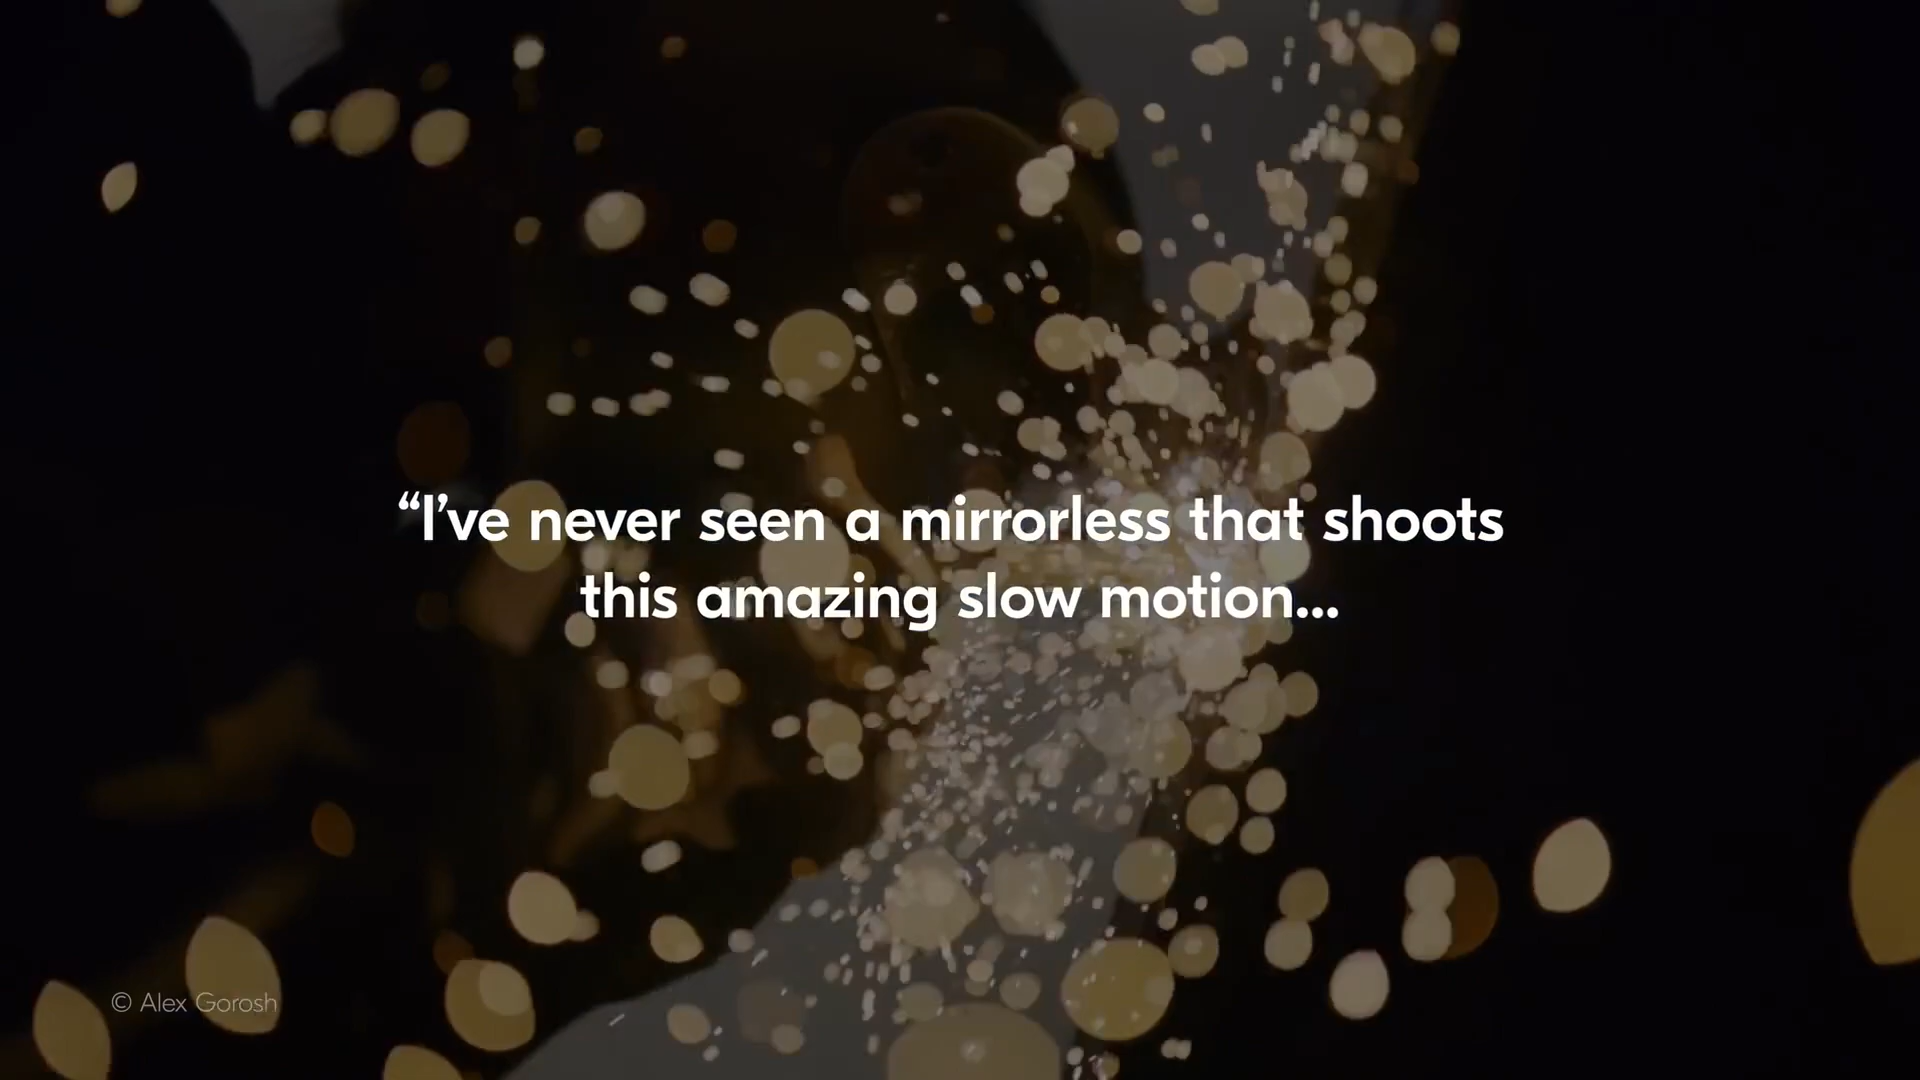 “I’ve never seen a mirrorless that shoots
this amazing slow motion...
© Alex Gorosh